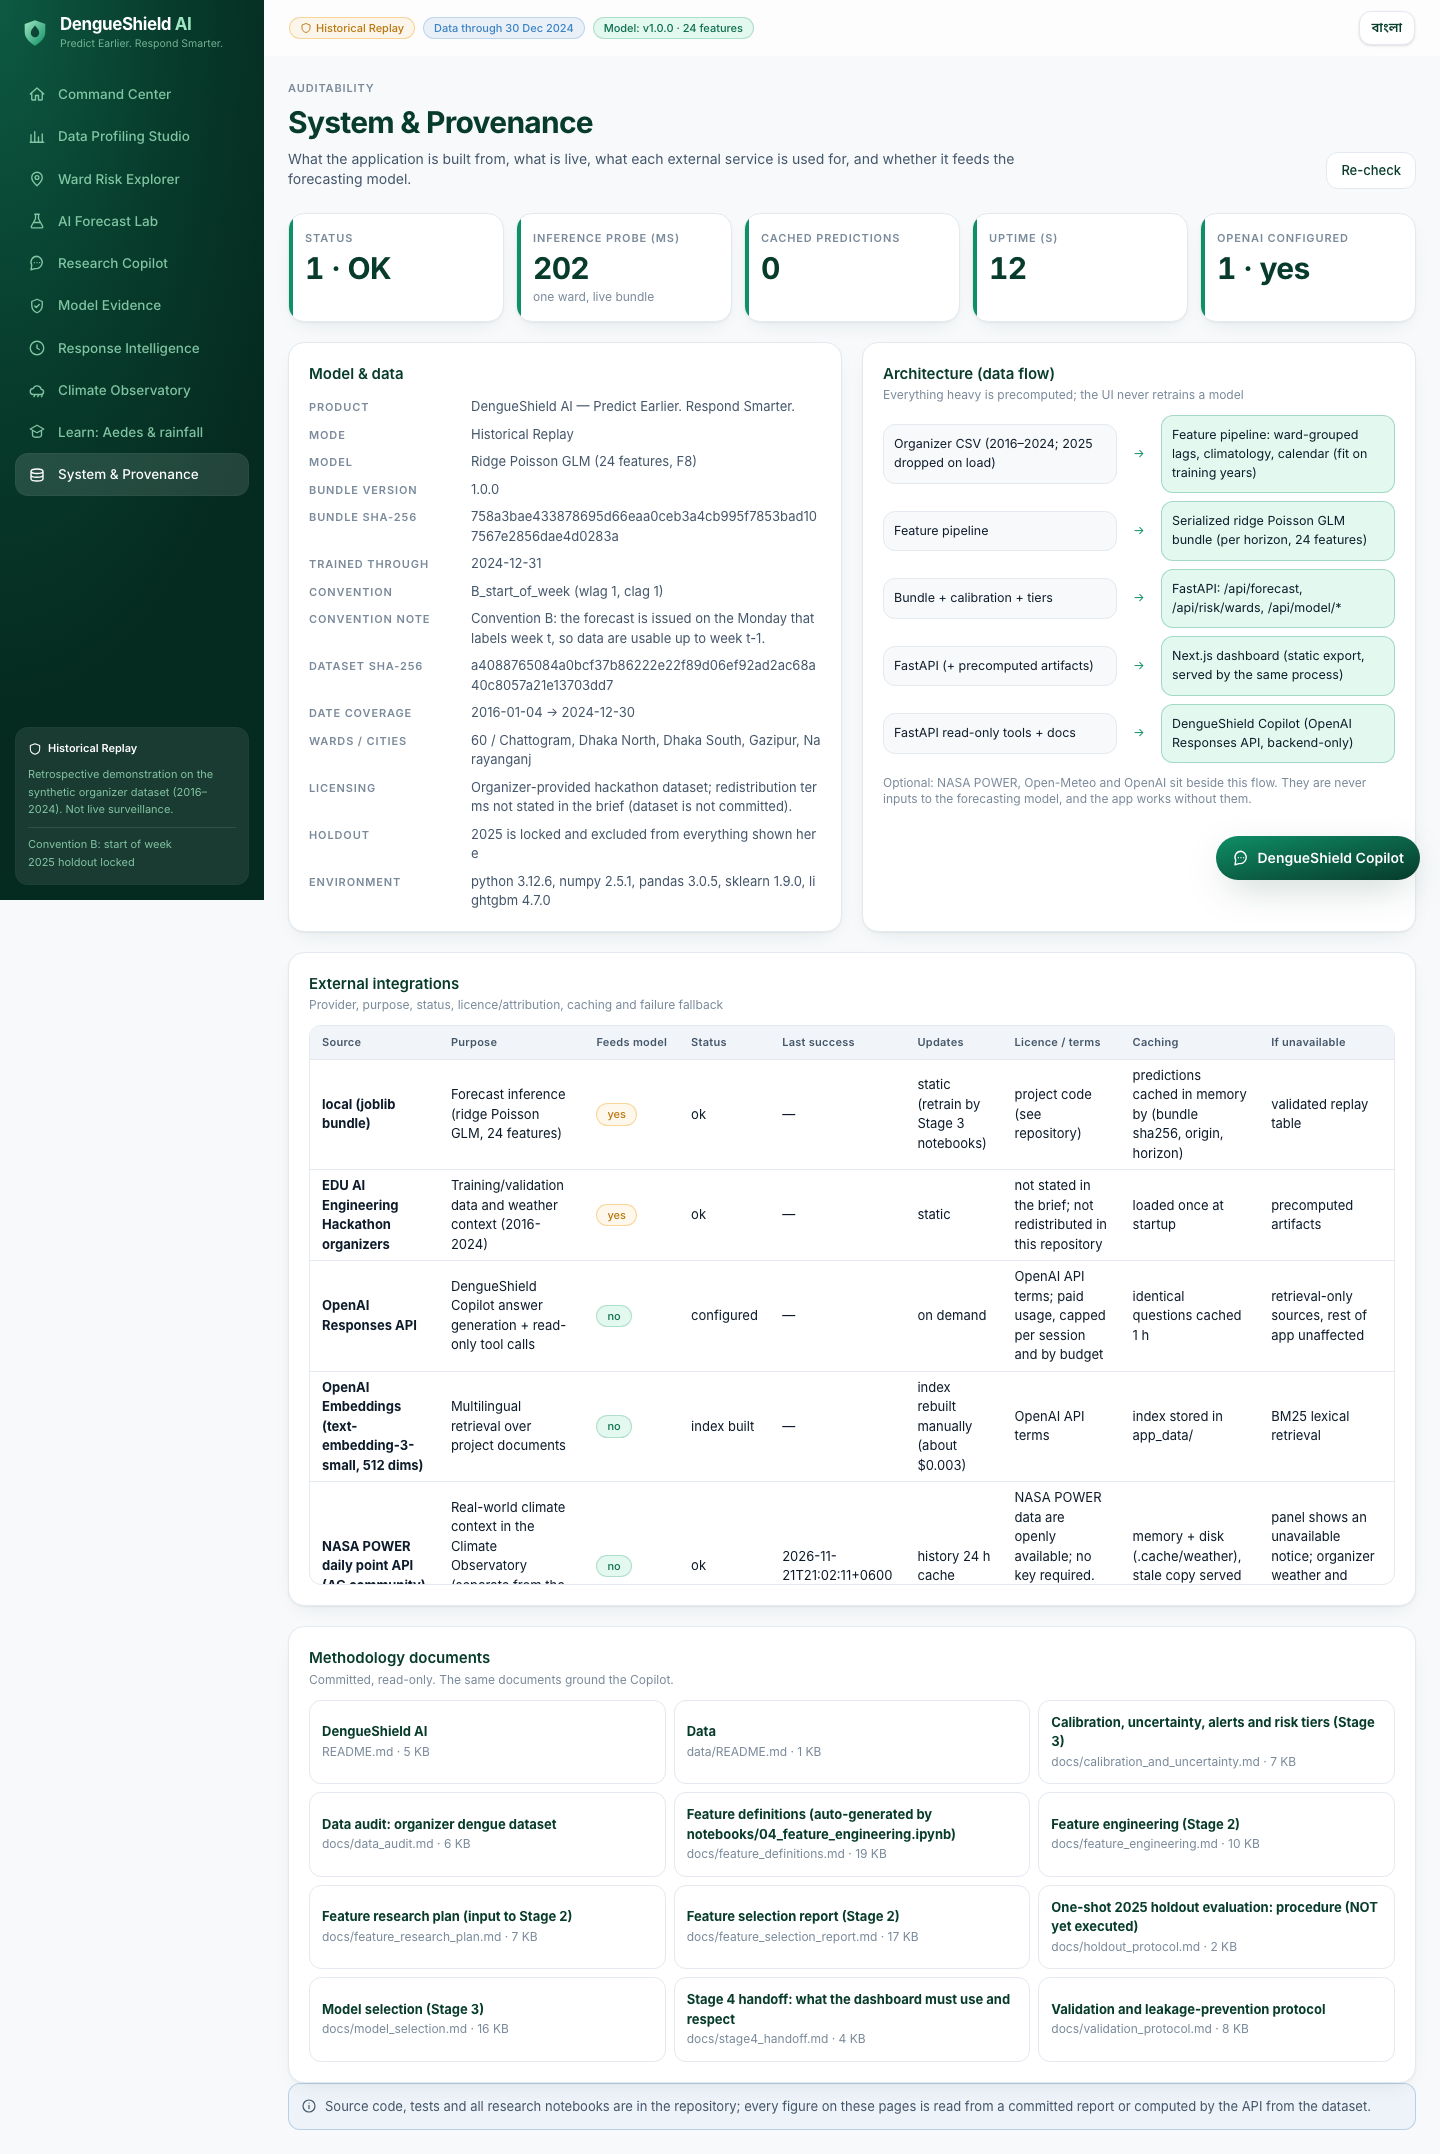 DengueShield AI
Predict Earlier. Respond Smarter.
Command Center
Data Profiling Studio
Ward Risk Explorer
AI Forecast Lab
Research Copilot
Model Evidence
Response Intelligence
Climate Observatory
Learn: Aedes & rainfall
System & Provenance
Historical Replay
Retrospective demonstration on the
synthetic organizer dataset (2016–
2024). Not live surveillance.
Convention B: start of week
2025 holdout locked
Historical Replay
Data through 30 Dec 2024
Model: v1.0.0 · 24 features
বাংলা
AUDITABILITY
System & Provenance
What the application is built from, what is live, what each external service is used for, and whether it feeds the
forecasting model.
Re-check
STATUS
1 · OK
INFERENCE PROBE (MS)
202
one ward, live bundle
CACHED PREDICTIONS
0
UPTIME (S)
12
OPENAI CONFIGURED
1 · yes
Model & data
PRODUCT
DengueShield AI — Predict Earlier. Respond Smarter.
MODE
Historical Replay
MODEL
Ridge Poisson GLM (24 features, F8)
BUNDLE VERSION
1.0.0
BUNDLE SHA-256
758a3bae433878695d66eaa0ceb3a4cb995f7853bad10
7567e2856dae4d0283a
TRAINED THROUGH
2024-12-31
CONVENTION
B_start_of_week (wlag 1, clag 1)
CONVENTION NOTE
Convention B: the forecast is issued on the Monday that
labels week t, so data are usable up to week t-1.
DATASET SHA-256
a4088765084a0bcf37b86222e22f89d06ef92ad2ac68a
40c8057a21e13703dd7
DATE COVERAGE
2016-01-04 → 2024-12-30
WARDS / CITIES
60 / Chattogram, Dhaka North, Dhaka South, Gazipur, Na
rayanganj
LICENSING
Organizer-provided hackathon dataset; redistribution ter
ms not stated in the brief (dataset is not committed).
HOLDOUT
2025 is locked and excluded from everything shown her
e
ENVIRONMENT
python 3.12.6, numpy 2.5.1, pandas 3.0.5, sklearn 1.9.0, li
ghtgbm 4.7.0
Architecture (data flow)
Everything heavy is precomputed; the UI never retrains a model
Organizer CSV (2016–2024; 2025
dropped on load)
→
Feature pipeline: ward-grouped
lags, climatology, calendar (fit on
training years)
Feature pipeline
→
Serialized ridge Poisson GLM
bundle (per horizon, 24 features)
Bundle + calibration + tiers
→
FastAPI: /api/forecast,
/api/risk/wards, /api/model/*
FastAPI (+ precomputed artifacts)
→
Next.js dashboard (static export,
served by the same process)
FastAPI read-only tools + docs
→
DengueShield Copilot (OpenAI
Responses API, backend-only)
Optional: NASA POWER, Open-Meteo and OpenAI sit beside this flow. They are never
inputs to the forecasting model, and the app works without them.
DengueShield Copilot
External integrations
Provider, purpose, status, licence/attribution, caching and failure fallback
Source
Purpose
Feeds model
Status
Last success
Updates
Licence / terms
Caching
If unavailable
local (joblib
bundle)
Forecast inference
(ridge Poisson
GLM, 24 features)
yes
ok
—
static
(retrain by
Stage 3
notebooks)
project code
(see
repository)
predictions
cached in memory
by (bundle
sha256, origin,
horizon)
validated replay
table
EDU AI
Engineering
Hackathon
organizers
Training/validation
data and weather
context (2016-
2024)
yes
ok
—
static
not stated in
the brief; not
redistributed in
this repository
loaded once at
startup
precomputed
artifacts
OpenAI
Responses API
DengueShield
Copilot answer
generation + read-
only tool calls
no
configured
—
on demand
OpenAI API
terms; paid
usage, capped
per session
and by budget
identical
questions cached
1 h
retrieval-only
sources, rest of
app unaffected
OpenAI
Embeddings
(text-
embedding-3-
small, 512 dims)
Multilingual
retrieval over
project documents
no
index built
—
index
rebuilt
manually
(about
$0.003)
OpenAI API
terms
index stored in
app_data/
BM25 lexical
retrieval
NASA POWER
daily point API
(AG community)
Real-world climate
context in the
Climate
Observatory
(separate from the
no
ok
2026-11-
21T21:02:11+0600
history 24 h
cache
NASA POWER
data are
openly
available; no
key required.
memory + disk
(.cache/weather),
stale copy served
panel shows an
unavailable
notice; organizer
weather and
Methodology documents
Committed, read-only. The same documents ground the Copilot.
DengueShield AI
README.md · 5 KB
Data
data/README.md · 1 KB
Calibration, uncertainty, alerts and risk tiers (Stage
3)
docs/calibration_and_uncertainty.md · 7 KB
Data audit: organizer dengue dataset
docs/data_audit.md · 6 KB
Feature definitions (auto-generated by
notebooks/04_feature_engineering.ipynb)
docs/feature_definitions.md · 19 KB
Feature engineering (Stage 2)
docs/feature_engineering.md · 10 KB
Feature research plan (input to Stage 2)
docs/feature_research_plan.md · 7 KB
Feature selection report (Stage 2)
docs/feature_selection_report.md · 17 KB
One-shot 2025 holdout evaluation: procedure (NOT
yet executed)
docs/holdout_protocol.md · 2 KB
Model selection (Stage 3)
docs/model_selection.md · 16 KB
Stage 4 handoff: what the dashboard must use and
respect
docs/stage4_handoff.md · 4 KB
Validation and leakage-prevention protocol
docs/validation_protocol.md · 8 KB
Source code, tests and all research notebooks are in the repository; every figure on these pages is read from a committed report or computed by the API from the dataset.